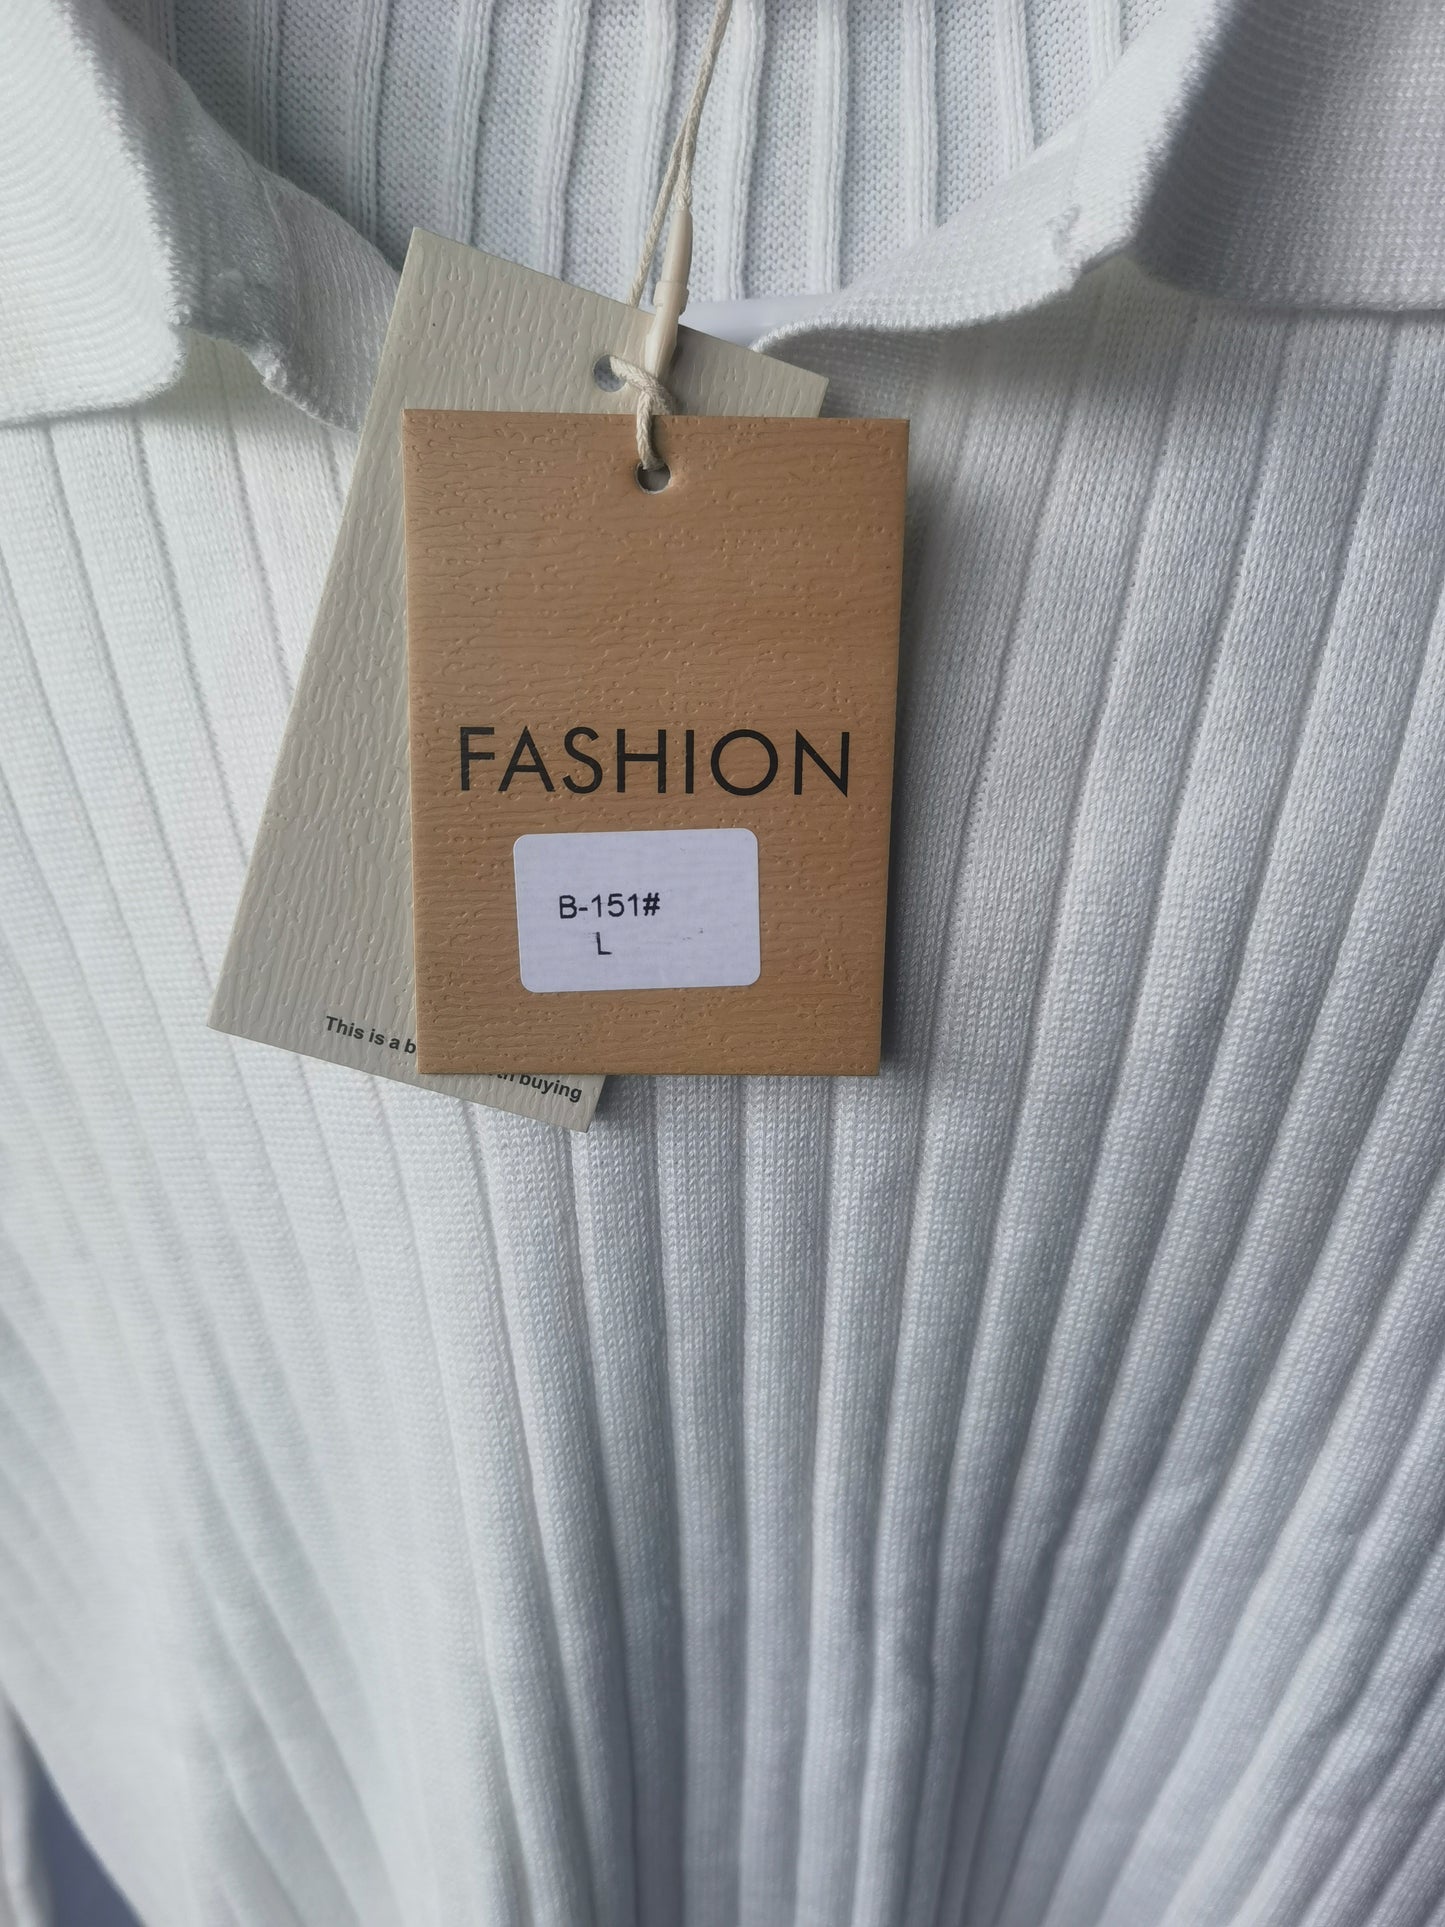 FASHION
B-151#
L
This is a
buying